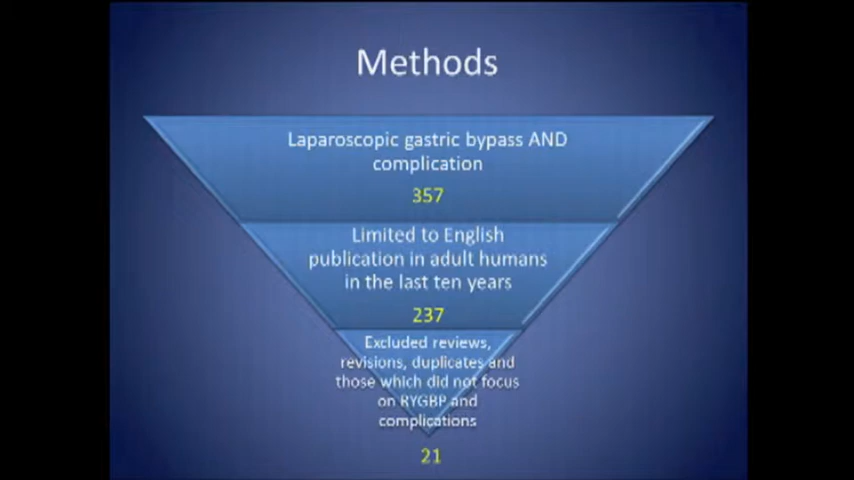 Methods
Laparoscopic gastric bypass AND
complication
357
Limited to English
publication in adult humans
in the last ten years
237
Excluded reviews,
revisions, duplicates and
those which did not focus
on RYGBP and
complications
21